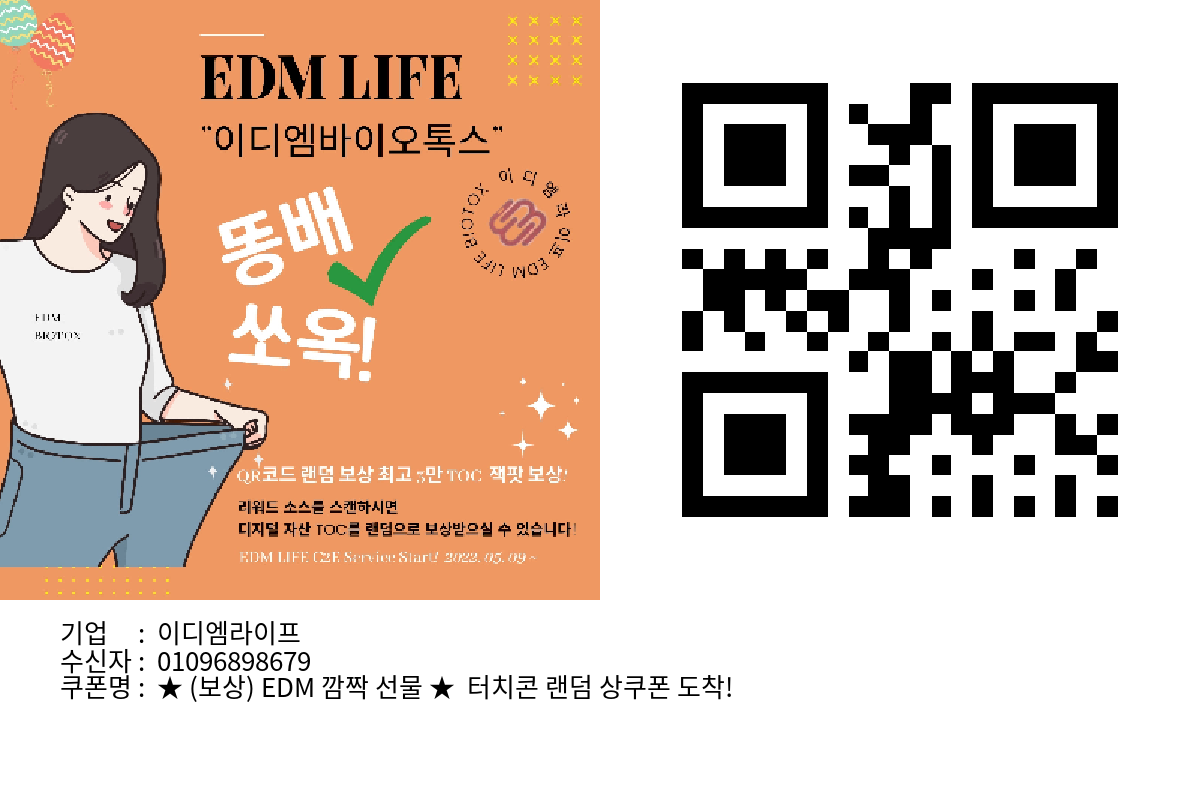 EDM LIFE
"이디엠바이오톡스"
이디엠라이프 EDM LIFE BIOTOX
똥배
쏘옥!
EDM
BIOTOX
QR코드 랜덤 보상 최고 5만 TOC 잭팟 보상!
리워드 소스를 스캔하시면
디지털 자산 TOC를 랜덤으로 보상받으실 수 있습니다!
EDM LIFE C2E Service Start! 2022. 05. 09 ~
기업 : 이디엠라이프
수신자 : 01096898679
쿠폰명 : ★ (보상) EDM 깜짝 선물 ★ 터치콘 랜덤 상쿠폰 도착!